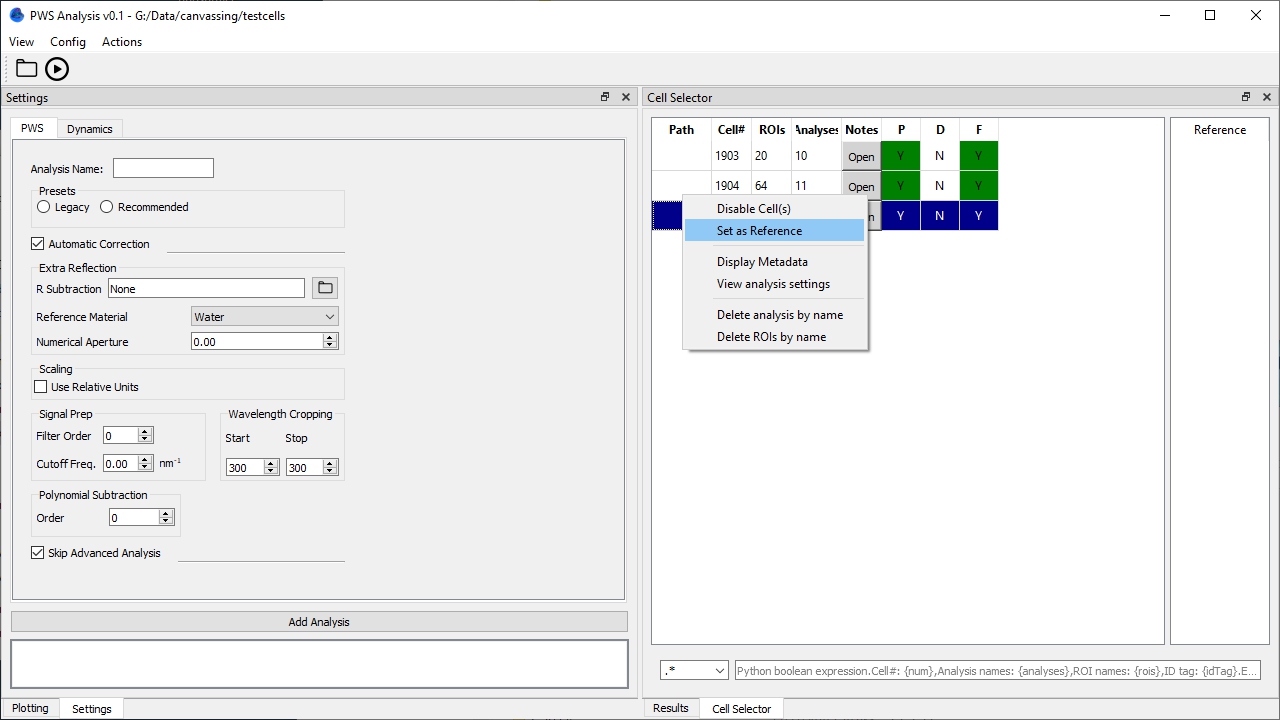 PWS Analysis v0.1 - G:/Data/canvassing/testcells
View Config Actions
Settings
PWS Dynamics
Analysis Name:
Presets
Legacy Recommended
Automatic Correction
Extra Reflection
R Subtraction None
Reference Material Water
Numerical Aperture 0.00
Scaling
Use Relative Units
Signal Prep
Filter Order 0
Cutoff Freq. 0.00 nm⁻¹
Wavelength Cropping
Start Stop
300 300
Polynomial Subtraction
Order 0
Skip Advanced Analysis
Add Analysis
Plotting Settings
Cell Selector
Path Cell# ROIs Analyses Notes P D F
1903 20 10 Open Y N Y
1904 64 11 Open Y N Y
Y N Y
Disable Cell(s)
Set as Reference
Display Metadata
View analysis settings
Delete analysis by name
Delete ROIs by name
Reference
.* Python boolean expression.Cell#: {num},Analysis names: {analyses},ROI names: {rois},ID tag: {idTag}.E...
Results Cell Selector